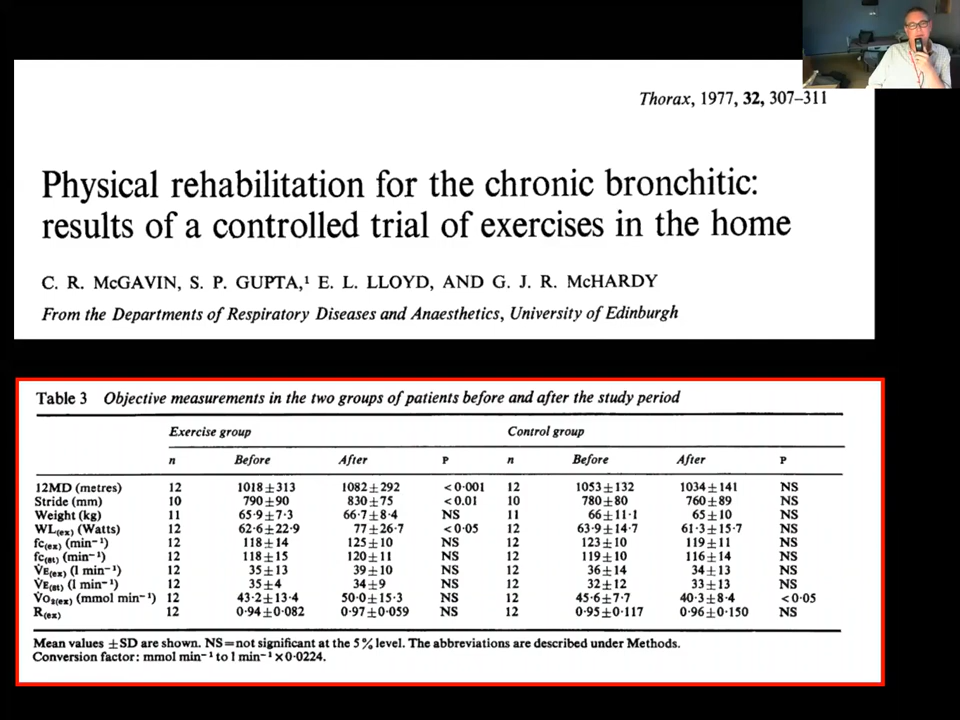 Thorax, 1977, 32, 307–311
Physical rehabilitation for the chronic bronchitic:
results of a controlled trial of exercises in the home
C. R. McGAVIN, S. P. GUPTA,¹ E. L. LLOYD, AND G. J. R. McHARDY
From the Departments of Respiratory Diseases and Anaesthetics, University of Edinburgh
Table 3 Objective measurements in the two groups of patients before and after the study period
Exercise group Control group
n Before After P n Before After P
12MD (metres) 12 1018±313 1082±292 <0·001 12 1053±132 1034±141 NS
Stride (mm) 10 790±90 830±75 <0.01 10 780±80 760±89 NS
Weight (kg) 11 65·9±7·3 66·7±8·4 NS 11 66±11·1 65±10 NS
WL(ex) (Watts) 12 62·6±22·9 77±26·7 <0·05 12 63·9±14·7 61·3±15·7 NS
fc(ex) (min⁻¹) 12 118±14 125±10 NS 12 123±10 119±11 NS
fc(st) (min⁻¹) 12 118±15 120±11 NS 12 119±10 116±14 NS
V̇E(ex) (l min⁻¹) 12 35±13 39±10 NS 12 36±14 34±13 NS
V̇E(st) (l min⁻¹) 12 35±4 34±9 NS 12 32±12 33±13 NS
V̇O₂(ex) (mmol min⁻¹) 12 43·2±13·4 50·0±15·3 NS 12 45·6±7·7 40·3±8·4 <0·05
R(ex) 12 0·94±0·082 0·97±0·059 NS 12 0·95±0·117 0·96±0·150 NS
Mean values ±SD are shown. NS=not significant at the 5% level. The abbreviations are described under Methods.
Conversion factor: mmol min⁻¹ to l min⁻¹ ×0·0224.